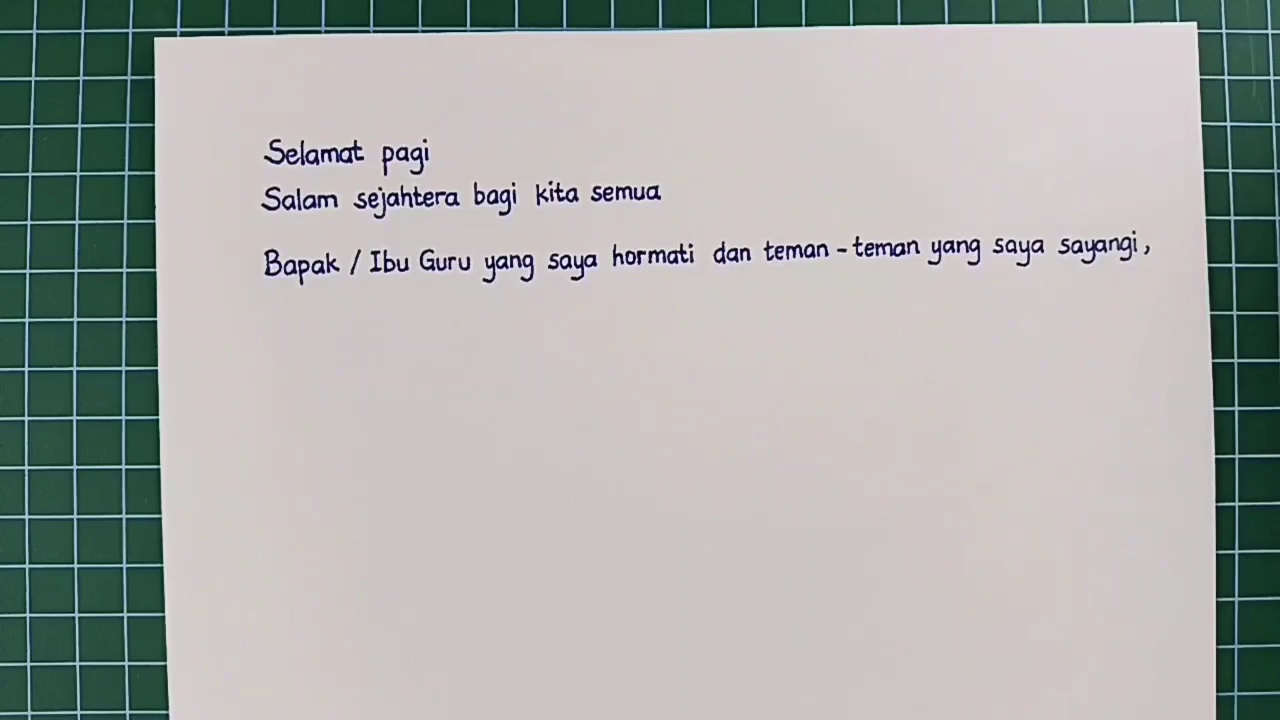 Selamat pagi
Salam sejahtera bagi kita semua
Bapak / Ibu Guru yang saya hormati dan teman-teman yang saya sayangi,